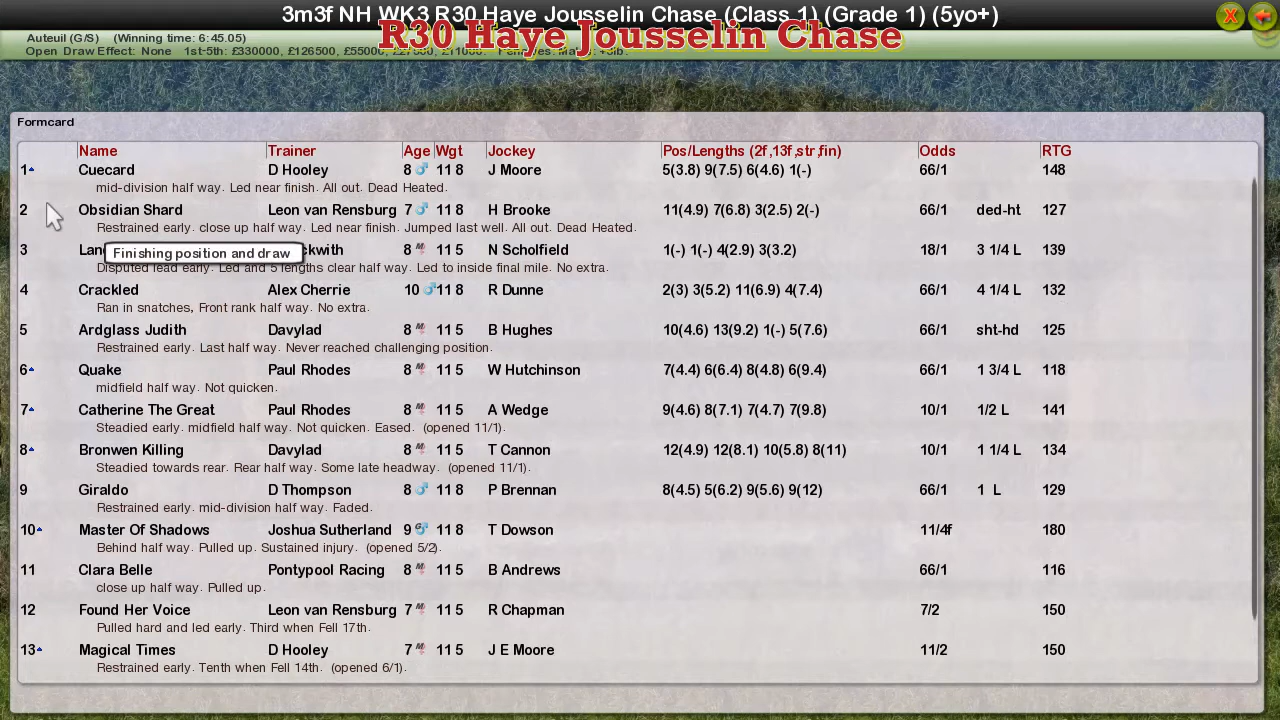 3m3f NH WK3 R30 Haye Jousselin Chase (Class 1) (Grade 1) (5yo+)
R30 Haye Jousselin Chase
Auteuil (G/S) (Winning time: 6:45.05)
Open Draw Effect: None 1st-5th: £330000, £126500, £55000,
Formcard
Name Trainer Age Wgt Jockey Pos/Lengths (2f,13f,str,fin) Odds RTG
1 Cuecard D Hooley 8 11 8 J Moore 5(3.8) 9(7.5) 6(4.6) 1(-) 66/1 148
mid-division half way. Led near finish. All out. Dead Heated.
2 Obsidian Shard Leon van Rensburg 7 11 8 H Brooke 11(4.9) 7(6.8) 3(2.5) 2(-) 66/1 ded-ht 127
Restrained early. close up half way. Led near finish. Jumped last well. All out. Dead Heated.
3 8 11 5 N Scholfield 1(-) 1(-) 4(2.9) 3(3.2) 18/1 3 1/4 L 139
Finishing position and draw
Disputed lead early. Led and 5 lengths clear half way. Led to inside final mile. No extra.
4 Crackled Alex Cherrie 10 11 8 R Dunne 2(3) 3(5.2) 11(6.9) 4(7.4) 66/1 4 1/4 L 132
Ran in snatches, Front rank half way. No extra.
5 Ardglass Judith Davylad 8 11 5 B Hughes 10(4.6) 13(9.2) 1(-) 5(7.6) 66/1 sht-hd 125
Restrained early. Last half way. Never reached challenging position.
6 Quake Paul Rhodes 8 11 5 W Hutchinson 7(4.4) 6(6.4) 8(4.8) 6(9.4) 66/1 1 3/4 L 118
midfield half way. Not quicken.
7 Catherine The Great Paul Rhodes 8 11 5 A Wedge 9(4.6) 8(7.1) 7(4.7) 7(9.8) 10/1 1/2 L 141
Steadied early. midfield half way. Not quicken. Eased. (opened 11/1).
8 Bronwen Killing Davylad 8 11 5 T Cannon 12(4.9) 12(8.1) 10(5.8) 8(11) 10/1 1 1/4 L 134
Steadied towards rear. Rear half way. Some late headway. (opened 11/1).
9 Giraldo D Thompson 8 11 8 P Brennan 8(4.5) 5(6.2) 9(5.6) 9(12) 66/1 1 L 129
Restrained early. mid-division half way. Faded.
10 Master Of Shadows Joshua Sutherland 9 11 8 T Dowson 11/4f 180
Behind half way. Pulled up. Sustained injury. (opened 5/2).
11 Clara Belle Pontypool Racing 8 11 5 B Andrews 66/1 116
close up half way. Pulled up.
12 Found Her Voice Leon van Rensburg 7 11 5 R Chapman 7/2 150
Pulled hard and led early. Third when Fell 17th.
13 Magical Times D Hooley 7 11 5 J E Moore 11/2 150
Restrained early. Tenth when Fell 14th. (opened 6/1).